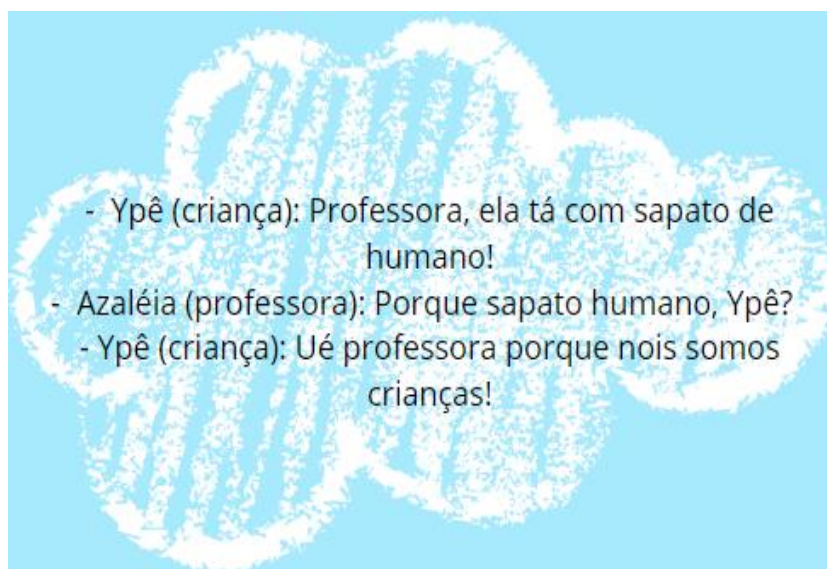 - Ypê (criança): Professora, ela tá com sapato de
humano!
- Azaléia (professora): Porque sapato humano, Ypê?
- Ypê (criança): Ué professora porque nois somos
crianças!